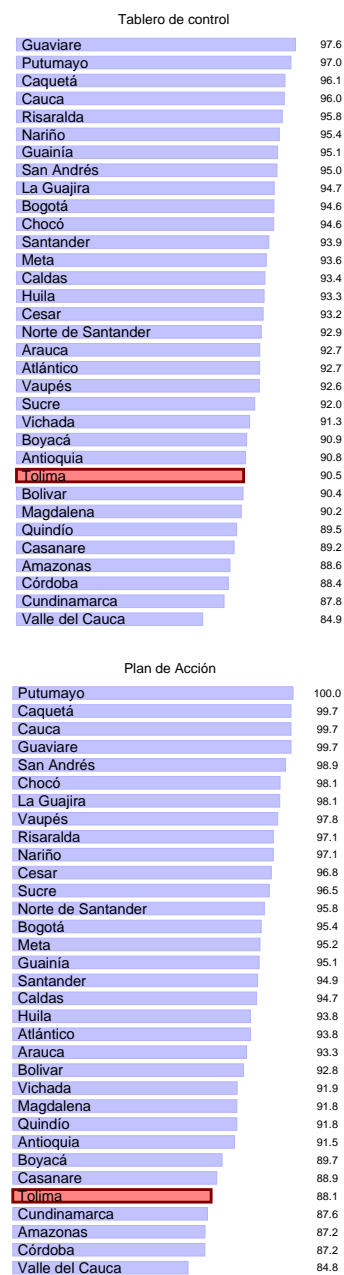 Tablero de control
Guaviare 97.6
Putumayo 97.0
Caquetá 96.1
Cauca 96.0
Risaralda 95.8
Nariño 95.4
Guainía 95.1
San Andrés 95.0
La Guajira 94.7
Bogotá 94.6
Chocó 94.6
Santander 93.9
Meta 93.6
Caldas 93.4
Huila 93.3
Cesar 93.2
Norte de Santander 92.9
Arauca 92.7
Atlántico 92.7
Vaupés 92.6
Sucre 92.0
Vichada 91.3
Boyacá 90.9
Antioquia 90.8
Tolima 90.5
Bolivar 90.4
Magdalena 90.2
Quindío 89.5
Casanare 89.2
Amazonas 88.6
Córdoba 88.4
Cundinamarca 87.8
Valle del Cauca 84.9
Plan de Acción
Putumayo 100.0
Caquetá 99.7
Cauca 99.7
Guaviare 99.7
San Andrés 98.9
Chocó 98.1
La Guajira 98.1
Vaupés 97.8
Risaralda 97.1
Nariño 97.1
Cesar 96.8
Sucre 96.5
Norte de Santander 95.8
Bogotá 95.4
Meta 95.2
Guainía 95.1
Santander 94.9
Caldas 94.7
Huila 93.8
Atlántico 93.8
Arauca 93.3
Bolivar 92.8
Vichada 91.9
Magdalena 91.8
Quindío 91.8
Antioquia 91.5
Boyacá 89.7
Casanare 88.9
Tolima 88.1
Cundinamarca 87.6
Amazonas 87.2
Córdoba 87.2
Valle del Cauca 84.8